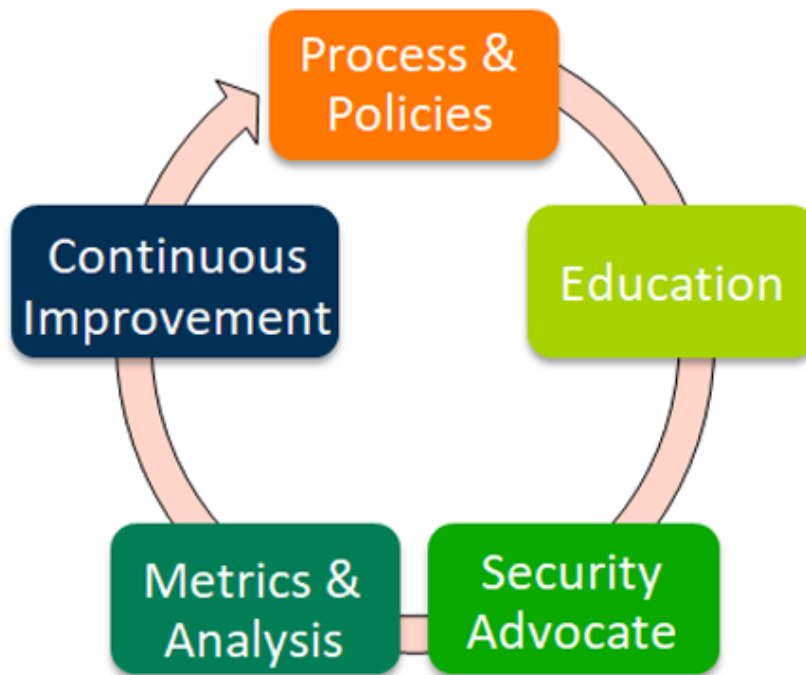 Process &
Policies
Education
Security
Advocate
Metrics &
Analysis
Continuous
Improvement